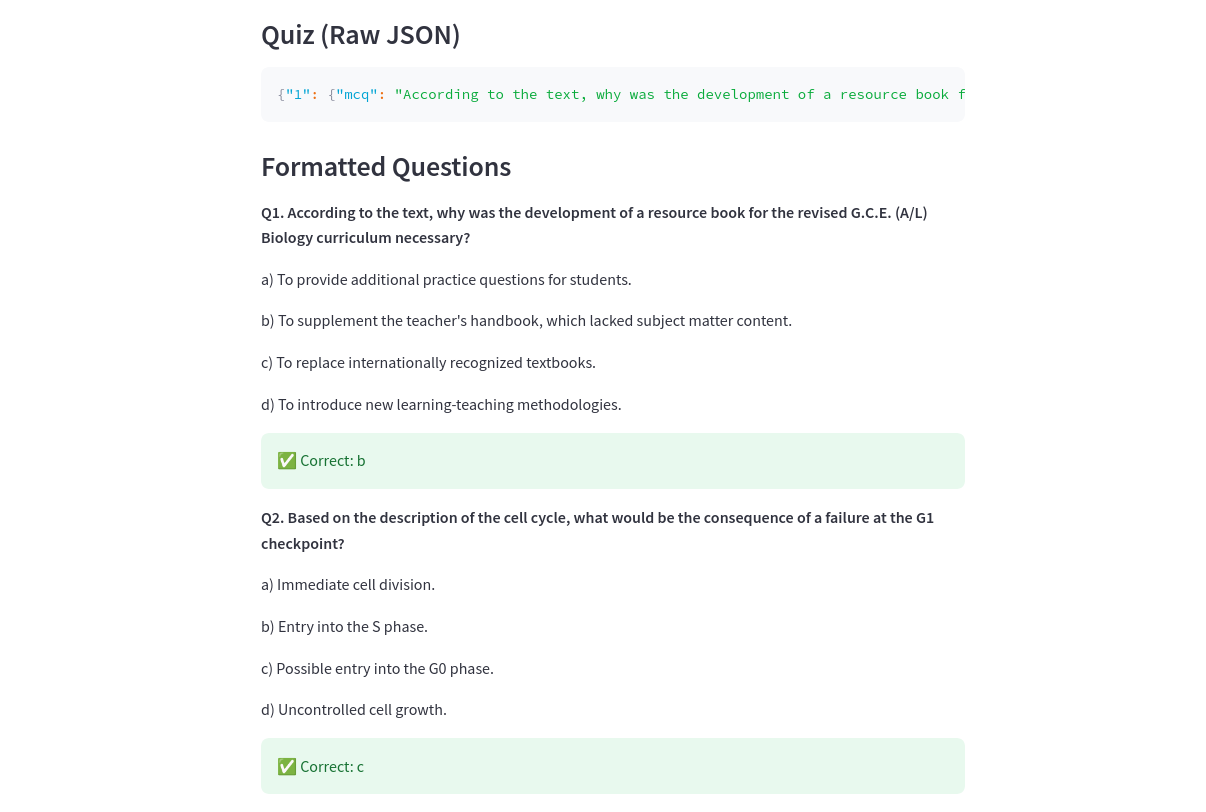 Quiz (Raw JSON)
{"1": {"mcq": "According to the text, why was the development of a resource book f
Formatted Questions
Q1. According to the text, why was the development of a resource book for the revised G.C.E. (A/L)
Biology curriculum necessary?
a) To provide additional practice questions for students.
b) To supplement the teacher's handbook, which lacked subject matter content.
c) To replace internationally recognized textbooks.
d) To introduce new learning-teaching methodologies.
✅ Correct: b
Q2. Based on the description of the cell cycle, what would be the consequence of a failure at the G1
checkpoint?
a) Immediate cell division.
b) Entry into the S phase.
c) Possible entry into the G0 phase.
d) Uncontrolled cell growth.
✅ Correct: c